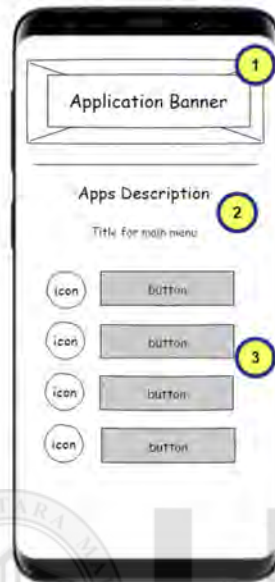 1
Application Banner
Apps Description
2
Title for main menu
icon button
icon button
3
icon button
icon button